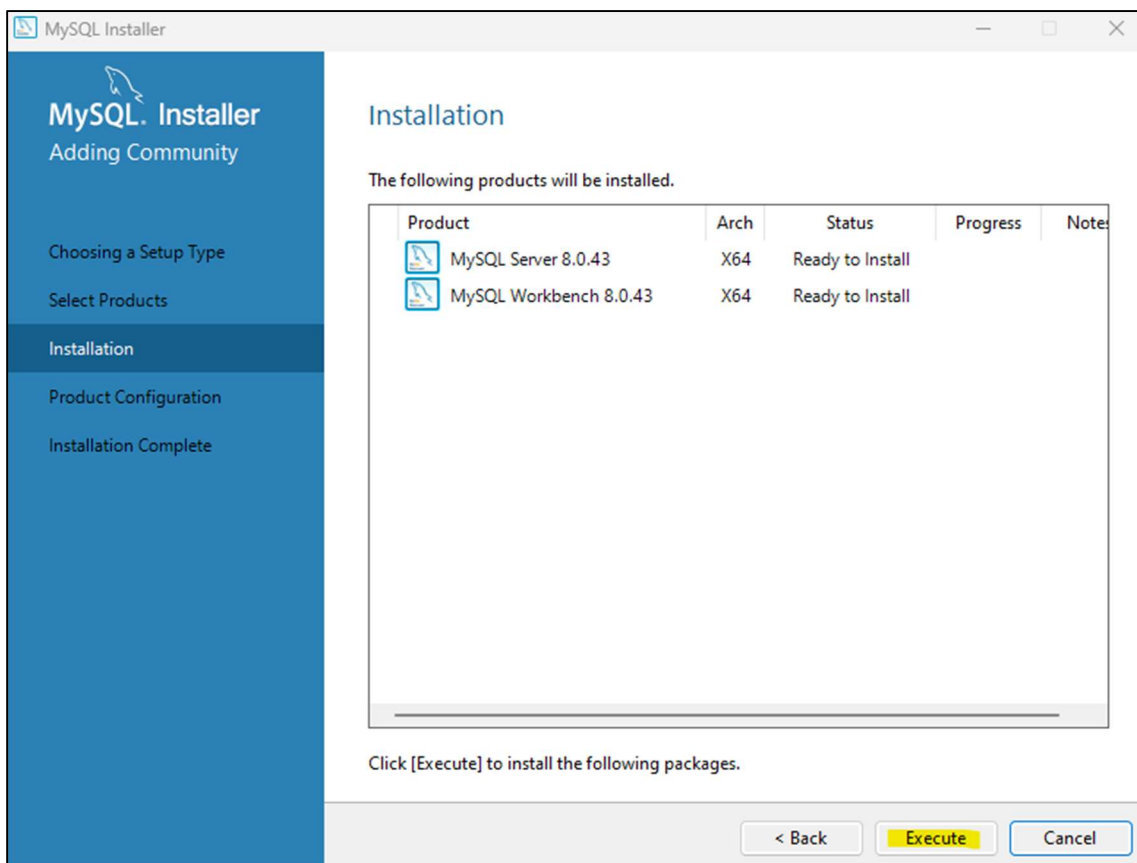 MySQL Installer
MySQL. Installer
Adding Community
Choosing a Setup Type
Select Products
Installation
Product Configuration
Installation Complete
Installation
The following products will be installed.
Product Arch Status Progress Notes
MySQL Server 8.0.43 X64 Ready to Install
MySQL Workbench 8.0.43 X64 Ready to Install
Click [Execute] to install the following packages.
< Back Execute Cancel